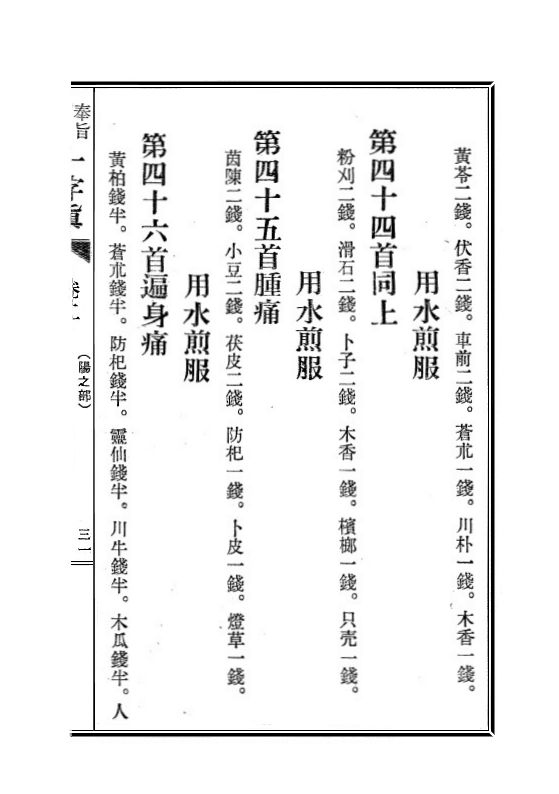 黃苓二錢。伏香二錢。車前二錢。蒼朮一錢。川朴一錢。木香一錢。
用水煎服
第四十四首同上
粉刈二錢。滑石二錢。卜子二錢。木香一錢。檳榔一錢。只壳一錢。
用水煎服
第四十五首腫痛
茵陳二錢。小豆二錢。茯皮二錢。防杞一錢。卜皮一錢。燈草一錢。
用水煎服
第四十六首遍身痛
黃柏錢半。蒼朮錢半。防杞錢半。靈仙錢半。川牛錢半。木瓜錢半。人
奉旨
（陽之部）
三一